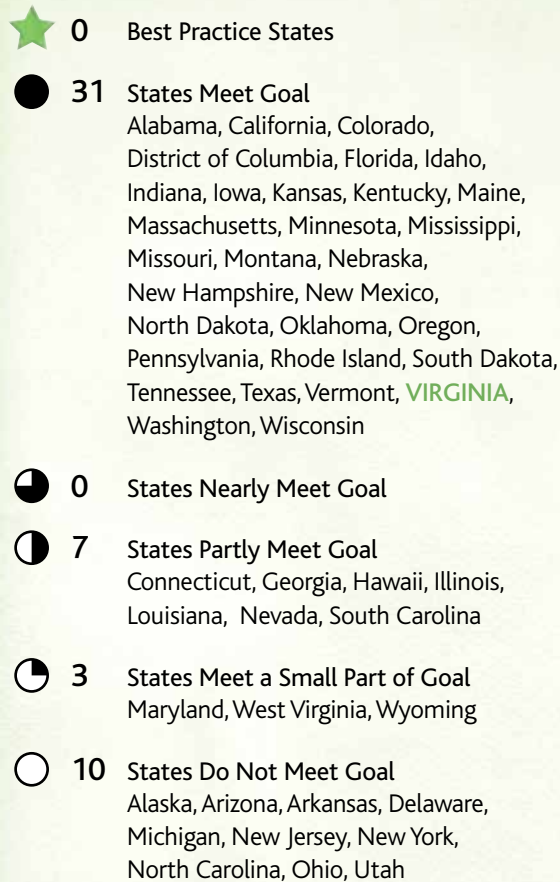 0 Best Practice States
31 States Meet Goal
Alabama, California, Colorado,
District of Columbia, Florida, Idaho,
Indiana, Iowa, Kansas, Kentucky, Maine,
Massachusetts, Minnesota, Mississippi,
Missouri, Montana, Nebraska,
New Hampshire, New Mexico,
North Dakota, Oklahoma, Oregon,
Pennsylvania, Rhode Island, South Dakota,
Tennessee, Texas, Vermont, VIRGINIA,
Washington, Wisconsin
0 States Nearly Meet Goal
7 States Partly Meet Goal
Connecticut, Georgia, Hawaii, Illinois,
Louisiana, Nevada, South Carolina
3 States Meet a Small Part of Goal
Maryland, West Virginia, Wyoming
10 States Do Not Meet Goal
Alaska, Arizona, Arkansas, Delaware,
Michigan, New Jersey, New York,
North Carolina, Ohio, Utah